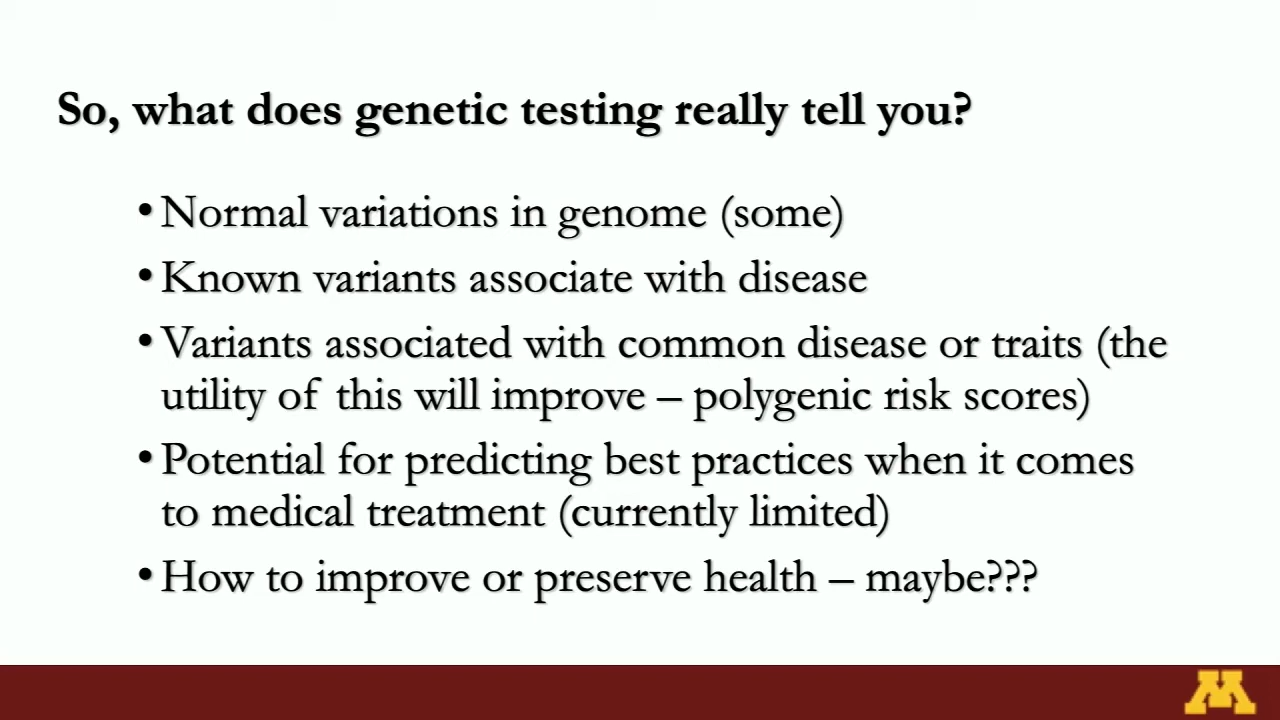 So, what does genetic testing really tell you?
• Normal variations in genome (some)
• Known variants associate with disease
• Variants associated with common disease or traits (the
utility of this will improve – polygenic risk scores)
• Potential for predicting best practices when it comes
to medical treatment (currently limited)
• How to improve or preserve health – maybe???
M